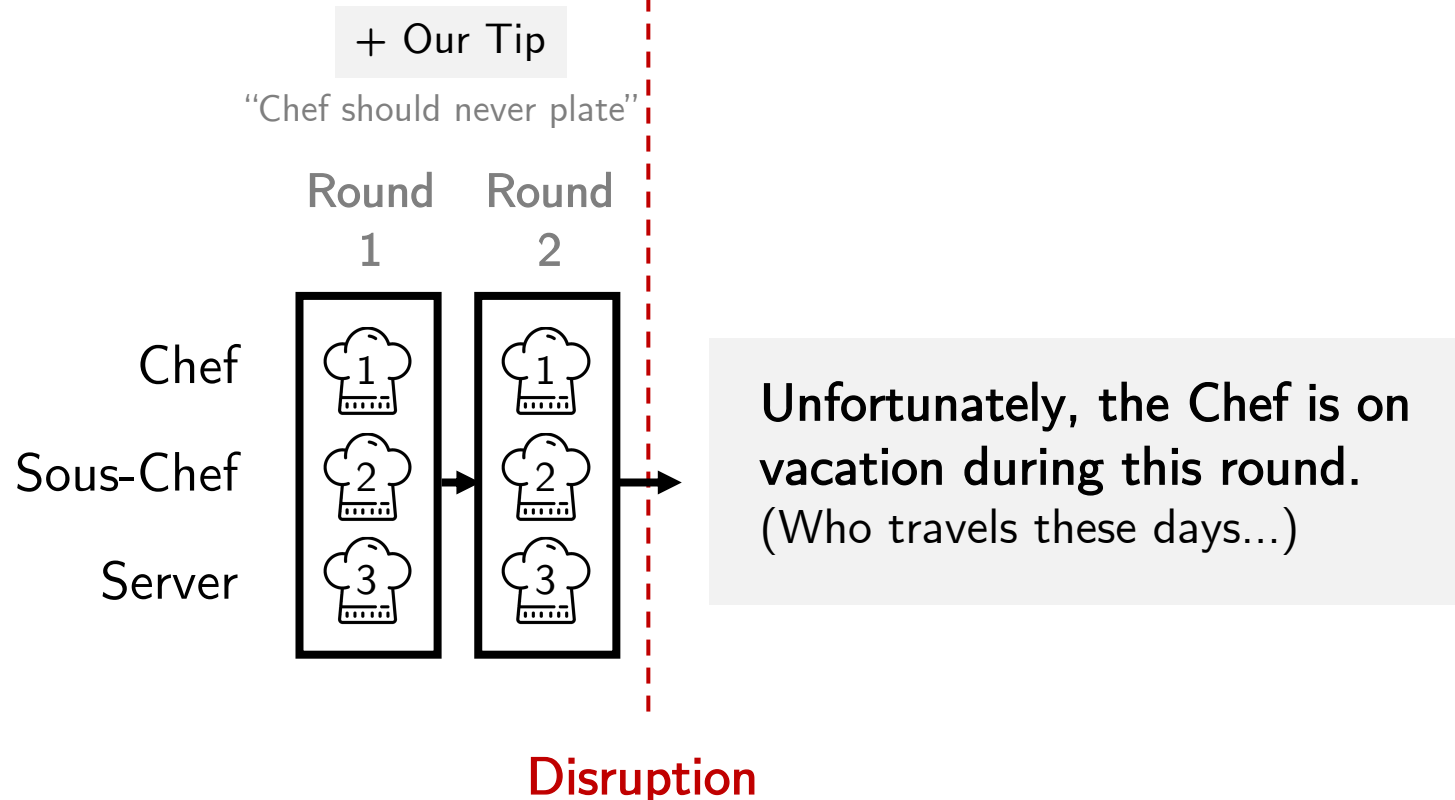 + Our Tip
“Chef should never plate”
Round Round
1 2
Chef 1 1
Sous-Chef 2 2
Server 3 3
Unfortunately, the Chef is on
vacation during this round.
(Who travels these days...)
Disruption